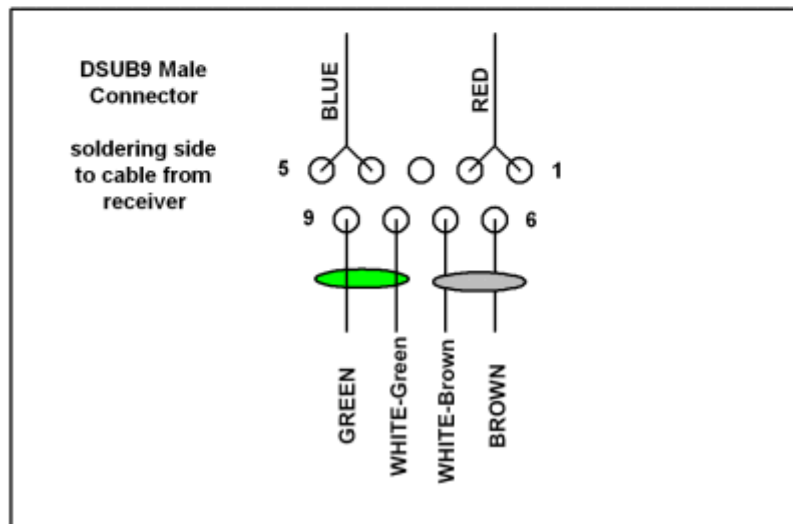 DSUB9 Male
Connector
soldering side
to cable from
receiver
BLUE
RED
5
1
9
6
GREEN
WHITE-Green
WHITE-Brown
BROWN